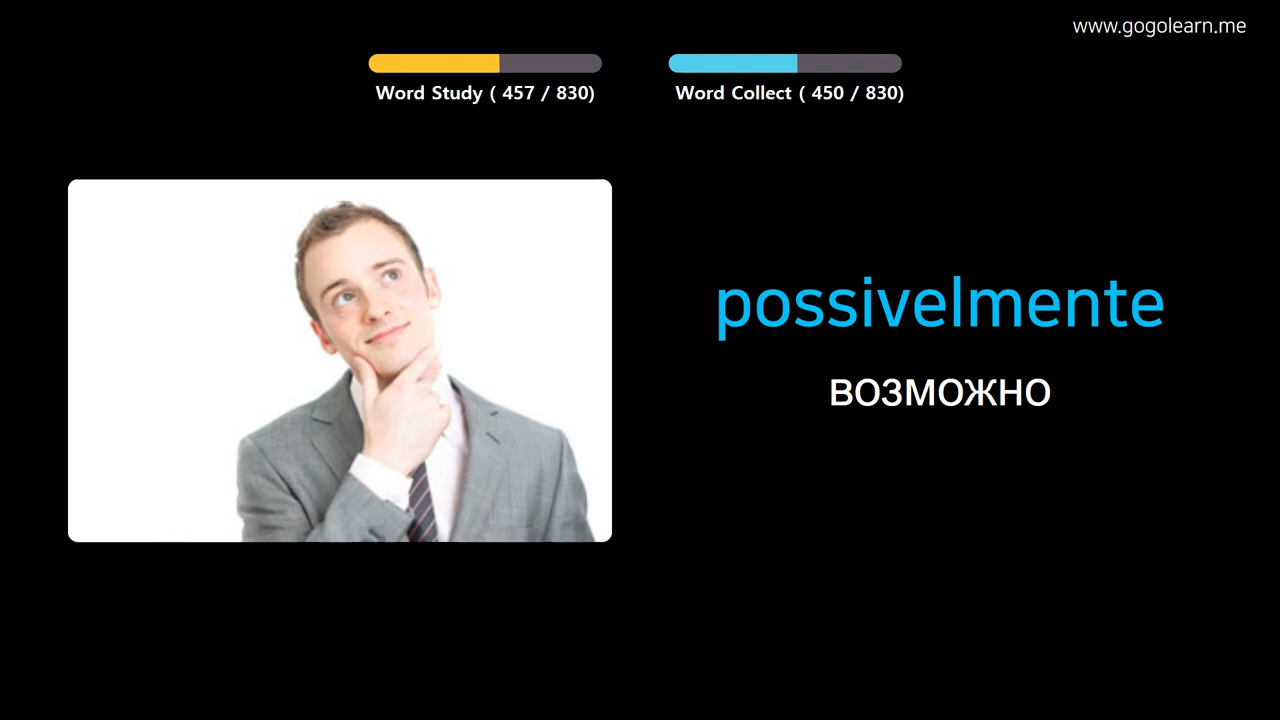 www.gogolearn.me
Word Study ( 457 / 830)
Word Collect ( 450 / 830)
possivelmente
возможно